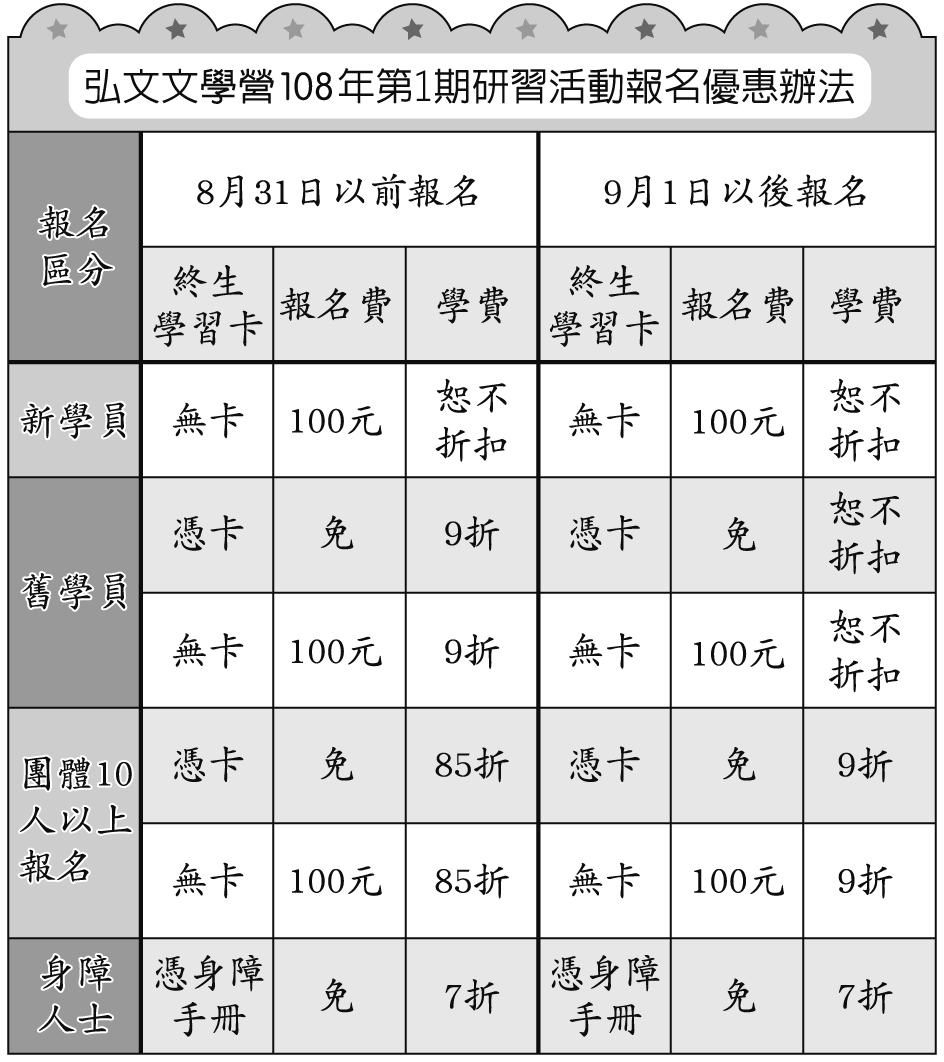 弘文文學營108年第1期研習活動報名優惠辦法
報名
區分
8月31日以前報名
9月1日以後報名
終生
學習卡
報名費
學費
終生
學習卡
報名費
學費
新學員
無卡
100元
恕不
折扣
無卡
100元
恕不
折扣
舊學員
憑卡
免
9折
憑卡
免
恕不
折扣
無卡
100元
9折
無卡
100元
恕不
折扣
團體10
人以上
報名
憑卡
免
85折
憑卡
免
9折
無卡
100元
85折
無卡
100元
9折
身障
人士
憑身障
手冊
免
7折
憑身障
手冊
免
7折